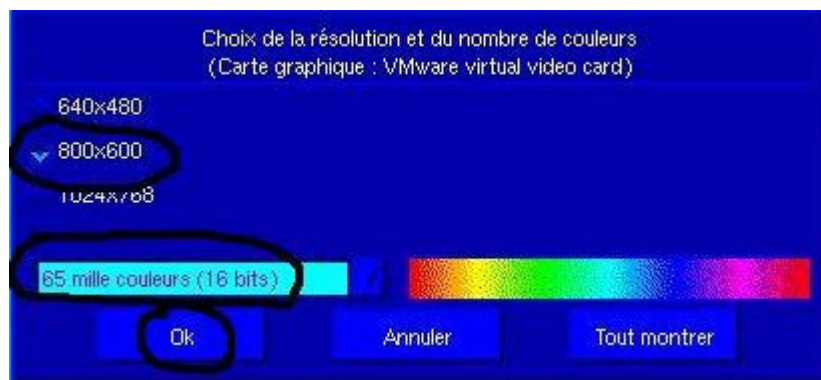 Choix de la résolution et du nombre de couleurs
(Carte graphique : VMware virtual video card)
640x480
800x600
1024x768
65 mille couleurs (16 bits)
Ok
Annuler
Tout montrer